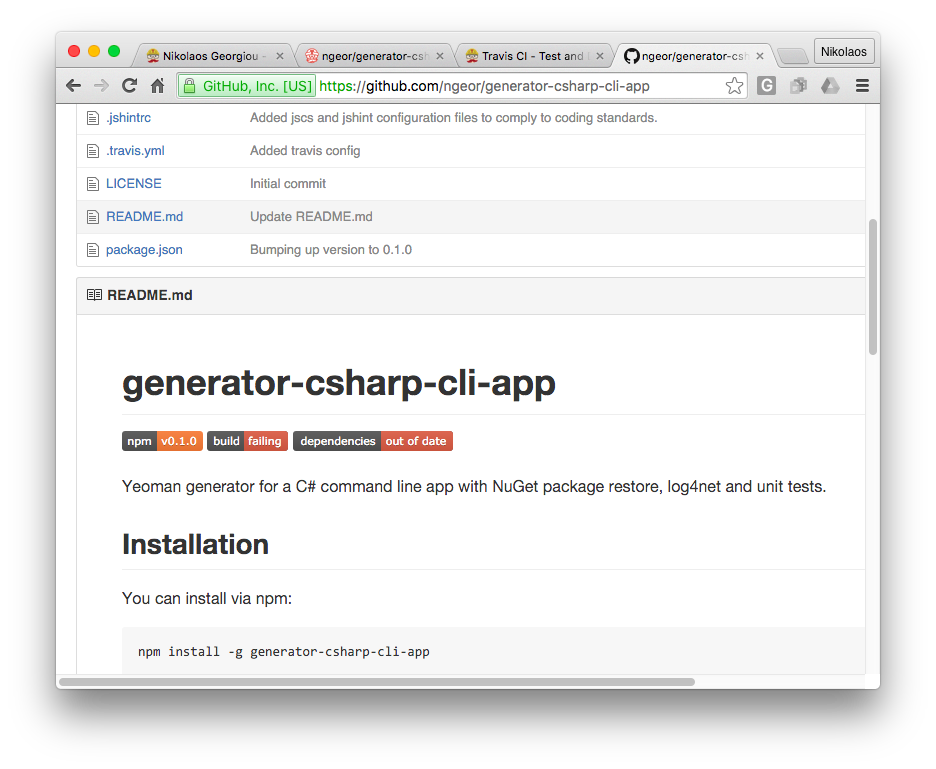 Nikolaos Georgiou - ngeor/generator-csh Travis CI - Test and ngeor/generator-csh Nikolaos
GitHub, Inc. [US] https://github.com/ngeor/generator-csharp-cli-app
.jshintrc Added jscs and jshint configuration files to comply to coding standards.
.travis.yml Added travis config
LICENSE Initial commit
README.md Update README.md
package.json Bumping up version to 0.1.0
README.md
generator-csharp-cli-app
npm v0.1.0 build failing dependencies out of date
Yeoman generator for a C# command line app with NuGet package restore, log4net and unit tests.
Installation
You can install via npm:
npm install -g generator-csharp-cli-app